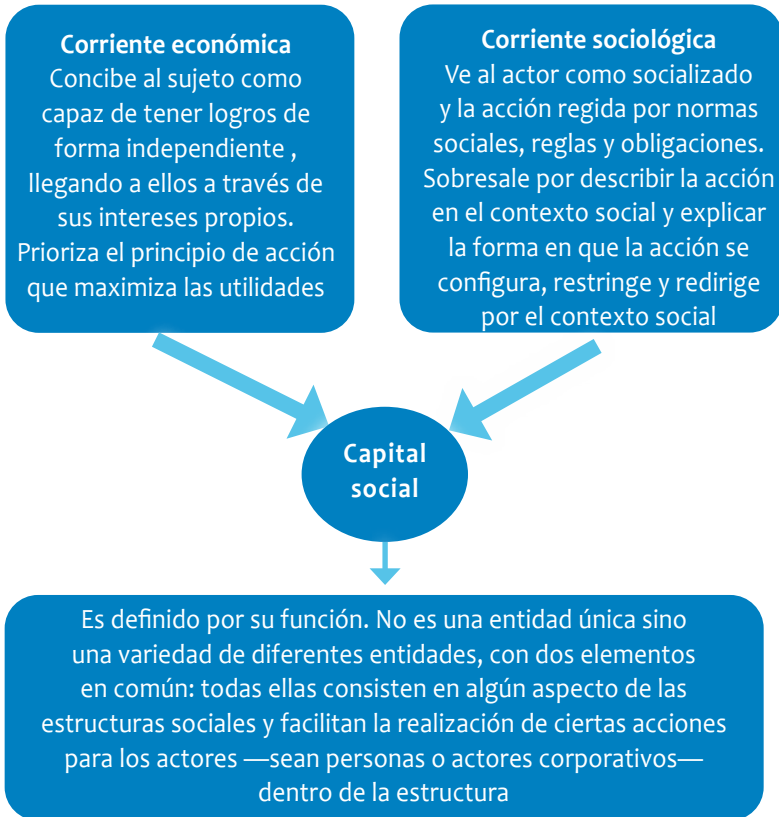 Corriente económica
Concibe al sujeto como
capaz de tener logros de
forma independiente ,
llegando a ellos a través de
sus intereses propios.
Prioriza el principio de acción
que maximiza las utilidades
Corriente sociológica
Ve al actor como socializado
y la acción regida por normas
sociales, reglas y obligaciones.
Sobresale por describir la acción
en el contexto social y explicar
la forma en que la acción se
configura, restringe y redirige
por el contexto social
Capital
social
Es definido por su función. No es una entidad única sino
una variedad de diferentes entidades, con dos elementos
en común: todas ellas consisten en algún aspecto de las
estructuras sociales y facilitan la realización de ciertas acciones
para los actores —sean personas o actores corporativos—
dentro de la estructura